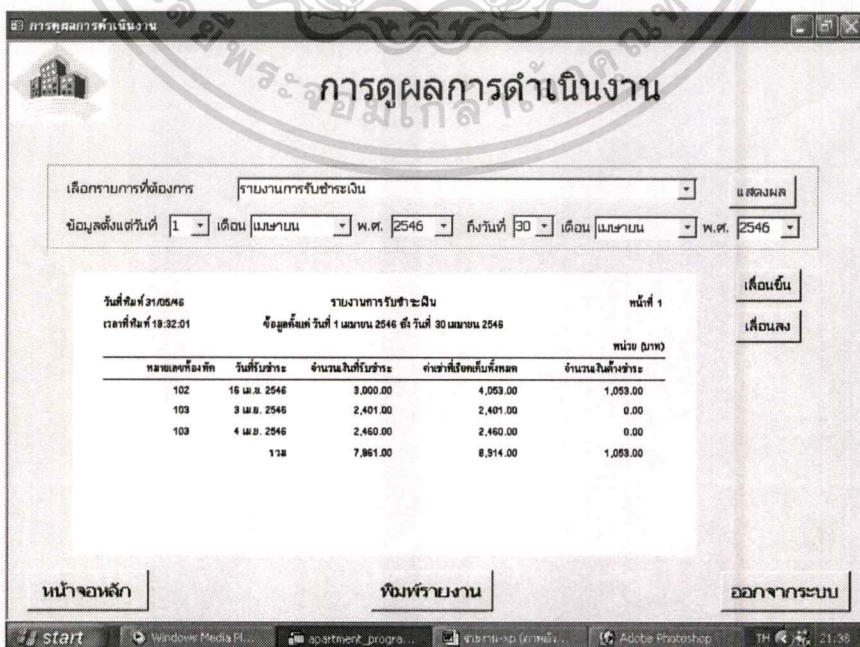 การดูผลการดำเนินงาน
การดูผลการดำเนินงาน
เลือกรายการที่ต้องการ รายงานการรับชำระเงิน แสดงผล
ข้อมูลตั้งแต่วันที่ 1 เดือน เมษายน พ.ศ. 2546 ถึงวันที่ 30 เดือน เมษายน พ.ศ. 2546
เลื่อนขึ้น
เลื่อนลง
วันที่พิมพ์ 31/05/46 รายงานการรับชำระเงิน หน้าที่ 1
เวลาที่พิมพ์ 18:32:01 ข้อมูลตั้งแต่ วันที่ 1 เมษายน 2546 ถึง วันที่ 30 เมษายน 2546
หน่วย (บาท)
หมายเลขห้องพัก วันที่รับชำระ จำนวนเงินที่รับชำระ ค่าเช่าที่เรียกเก็บทั้งหมด จำนวนเงินค้างชำระ
102 16 เม.ย. 2546 3,000.00 4,053.00 1,053.00
103 3 เม.ย. 2546 2,401.00 2,401.00 0.00
103 4 เม.ย. 2546 2,460.00 2,460.00 0.00
รวม 7,861.00 8,914.00 1,053.00
หน้าจอหลัก พิมพ์รายงาน ออกจากระบบ
start Windows Media Pl... apartment_progra... Adobe Photoshop TH 21:38